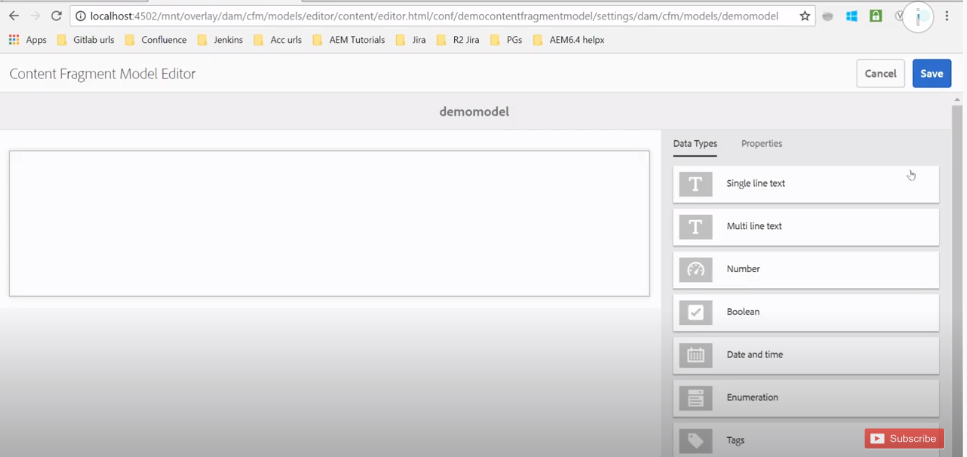 localhost:4502/mnt/overlay/dam/cfm/models/editor/content/editor.html/conf/democontentfragmentmodel/settings/dam/cfm/models/demomodel
Apps Gitlab urls Confluence Jenkins Acc urls AEM Tutorials Jira R2 Jira PGs AEM6.4 helpx
Content Fragment Model Editor Cancel Save
demomodel
Data Types Properties
Single line text
Multi line text
Number
Boolean
Date and time
Enumeration
Tags
Subscribe